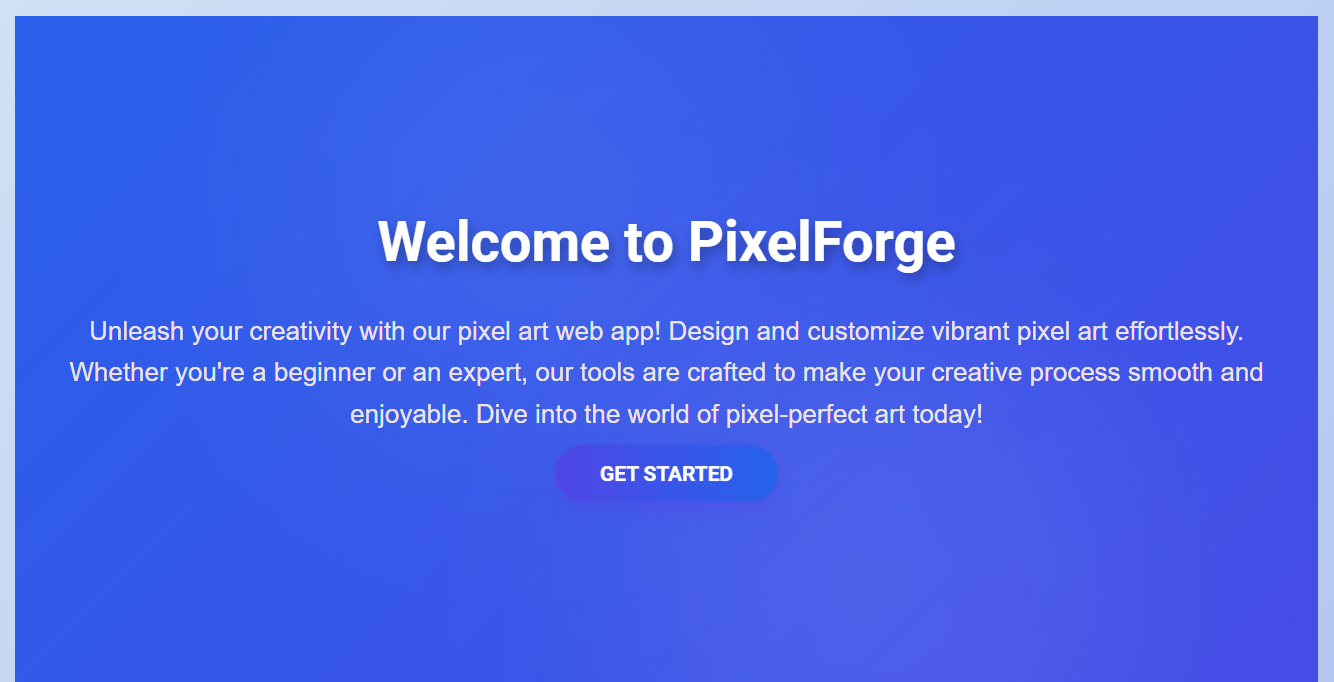 Welcome to PixelForge
Unleash your creativity with our pixel art web app! Design and customize vibrant pixel art effortlessly.
Whether you're a beginner or an expert, our tools are crafted to make your creative process smooth and
enjoyable. Dive into the world of pixel-perfect art today!
GET STARTED